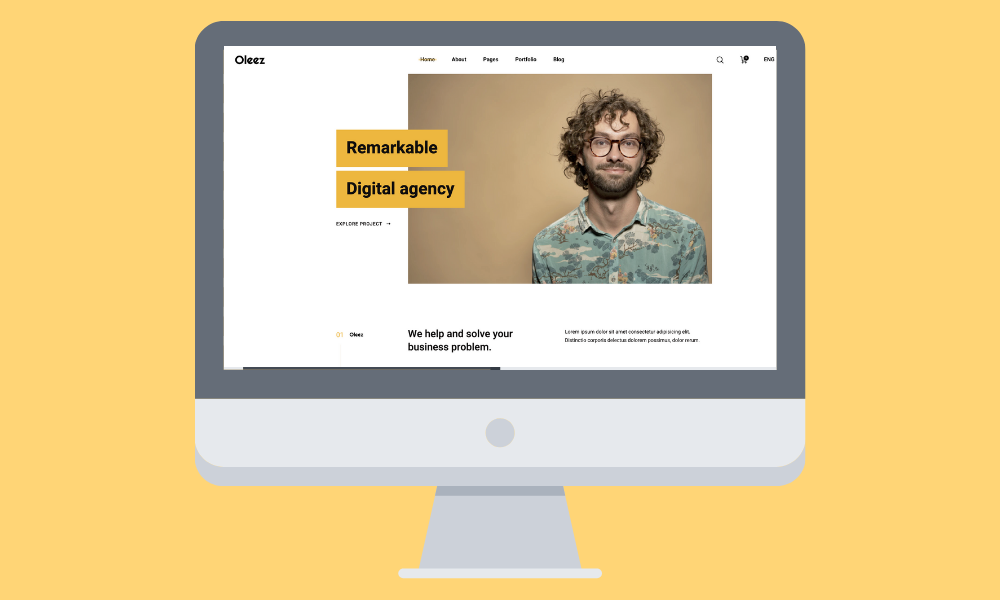 Oleez
Home About Pages Portfolio Blog
ENG
Remarkable
Digital agency
EXPLORE PROJECT →
01 Oleez
We help and solve your
business problem.
Lorem ipsum dolor sit amet consectetur adipisicing elit.
Distinctio corporis delectus dolorem possimus, dolor rerum.